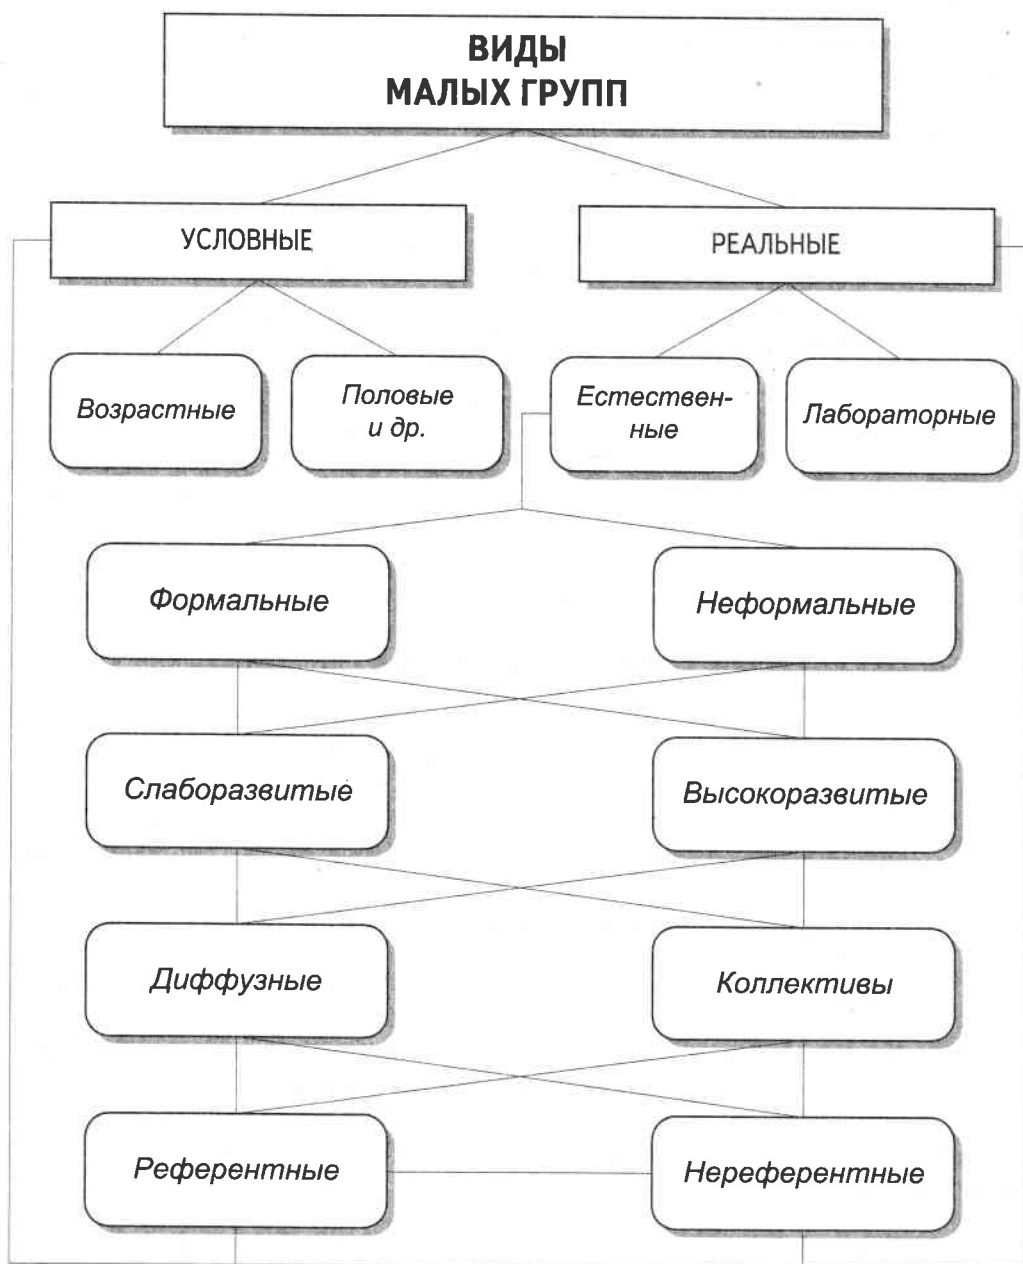 ВИДЫ
МАЛЫХ ГРУПП
УСЛОВНЫЕ
РЕАЛЬНЫЕ
Возрастные
Половые
и др.
Естествен-
ные
Лабораторные
Формальные
Неформальные
Слаборазвитые
Высокоразвитые
Диффузные
Коллективы
Референтные
Нереферентные